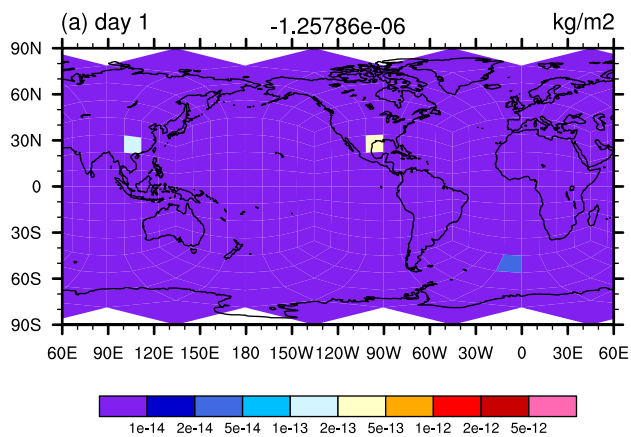 (a) day 1 -1.25786e-06 kg/m2
90N
60N
30N
0
30S
60S
90S
60E 90E 120E 150E 180 150W 120W 90W 60W 30W 0 30E 60E
1e-14 2e-14 5e-14 1e-13 2e-13 5e-13 1e-12 2e-12 5e-12